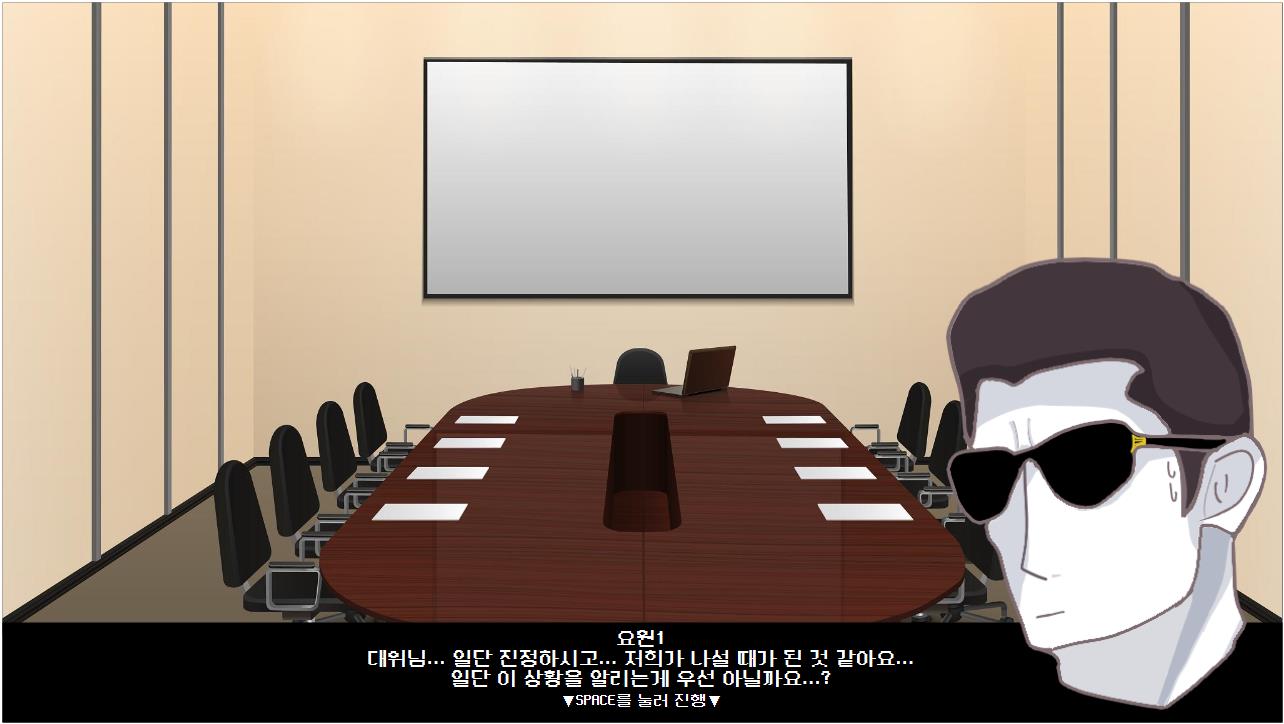 요원1
대위님... 일단 진정하시고... 저희가 나설 때가 된 것 같아요...
일단 이 상황을 알리는게 우선 아닐까요...?
▼SPACE를 눌러 진행▼